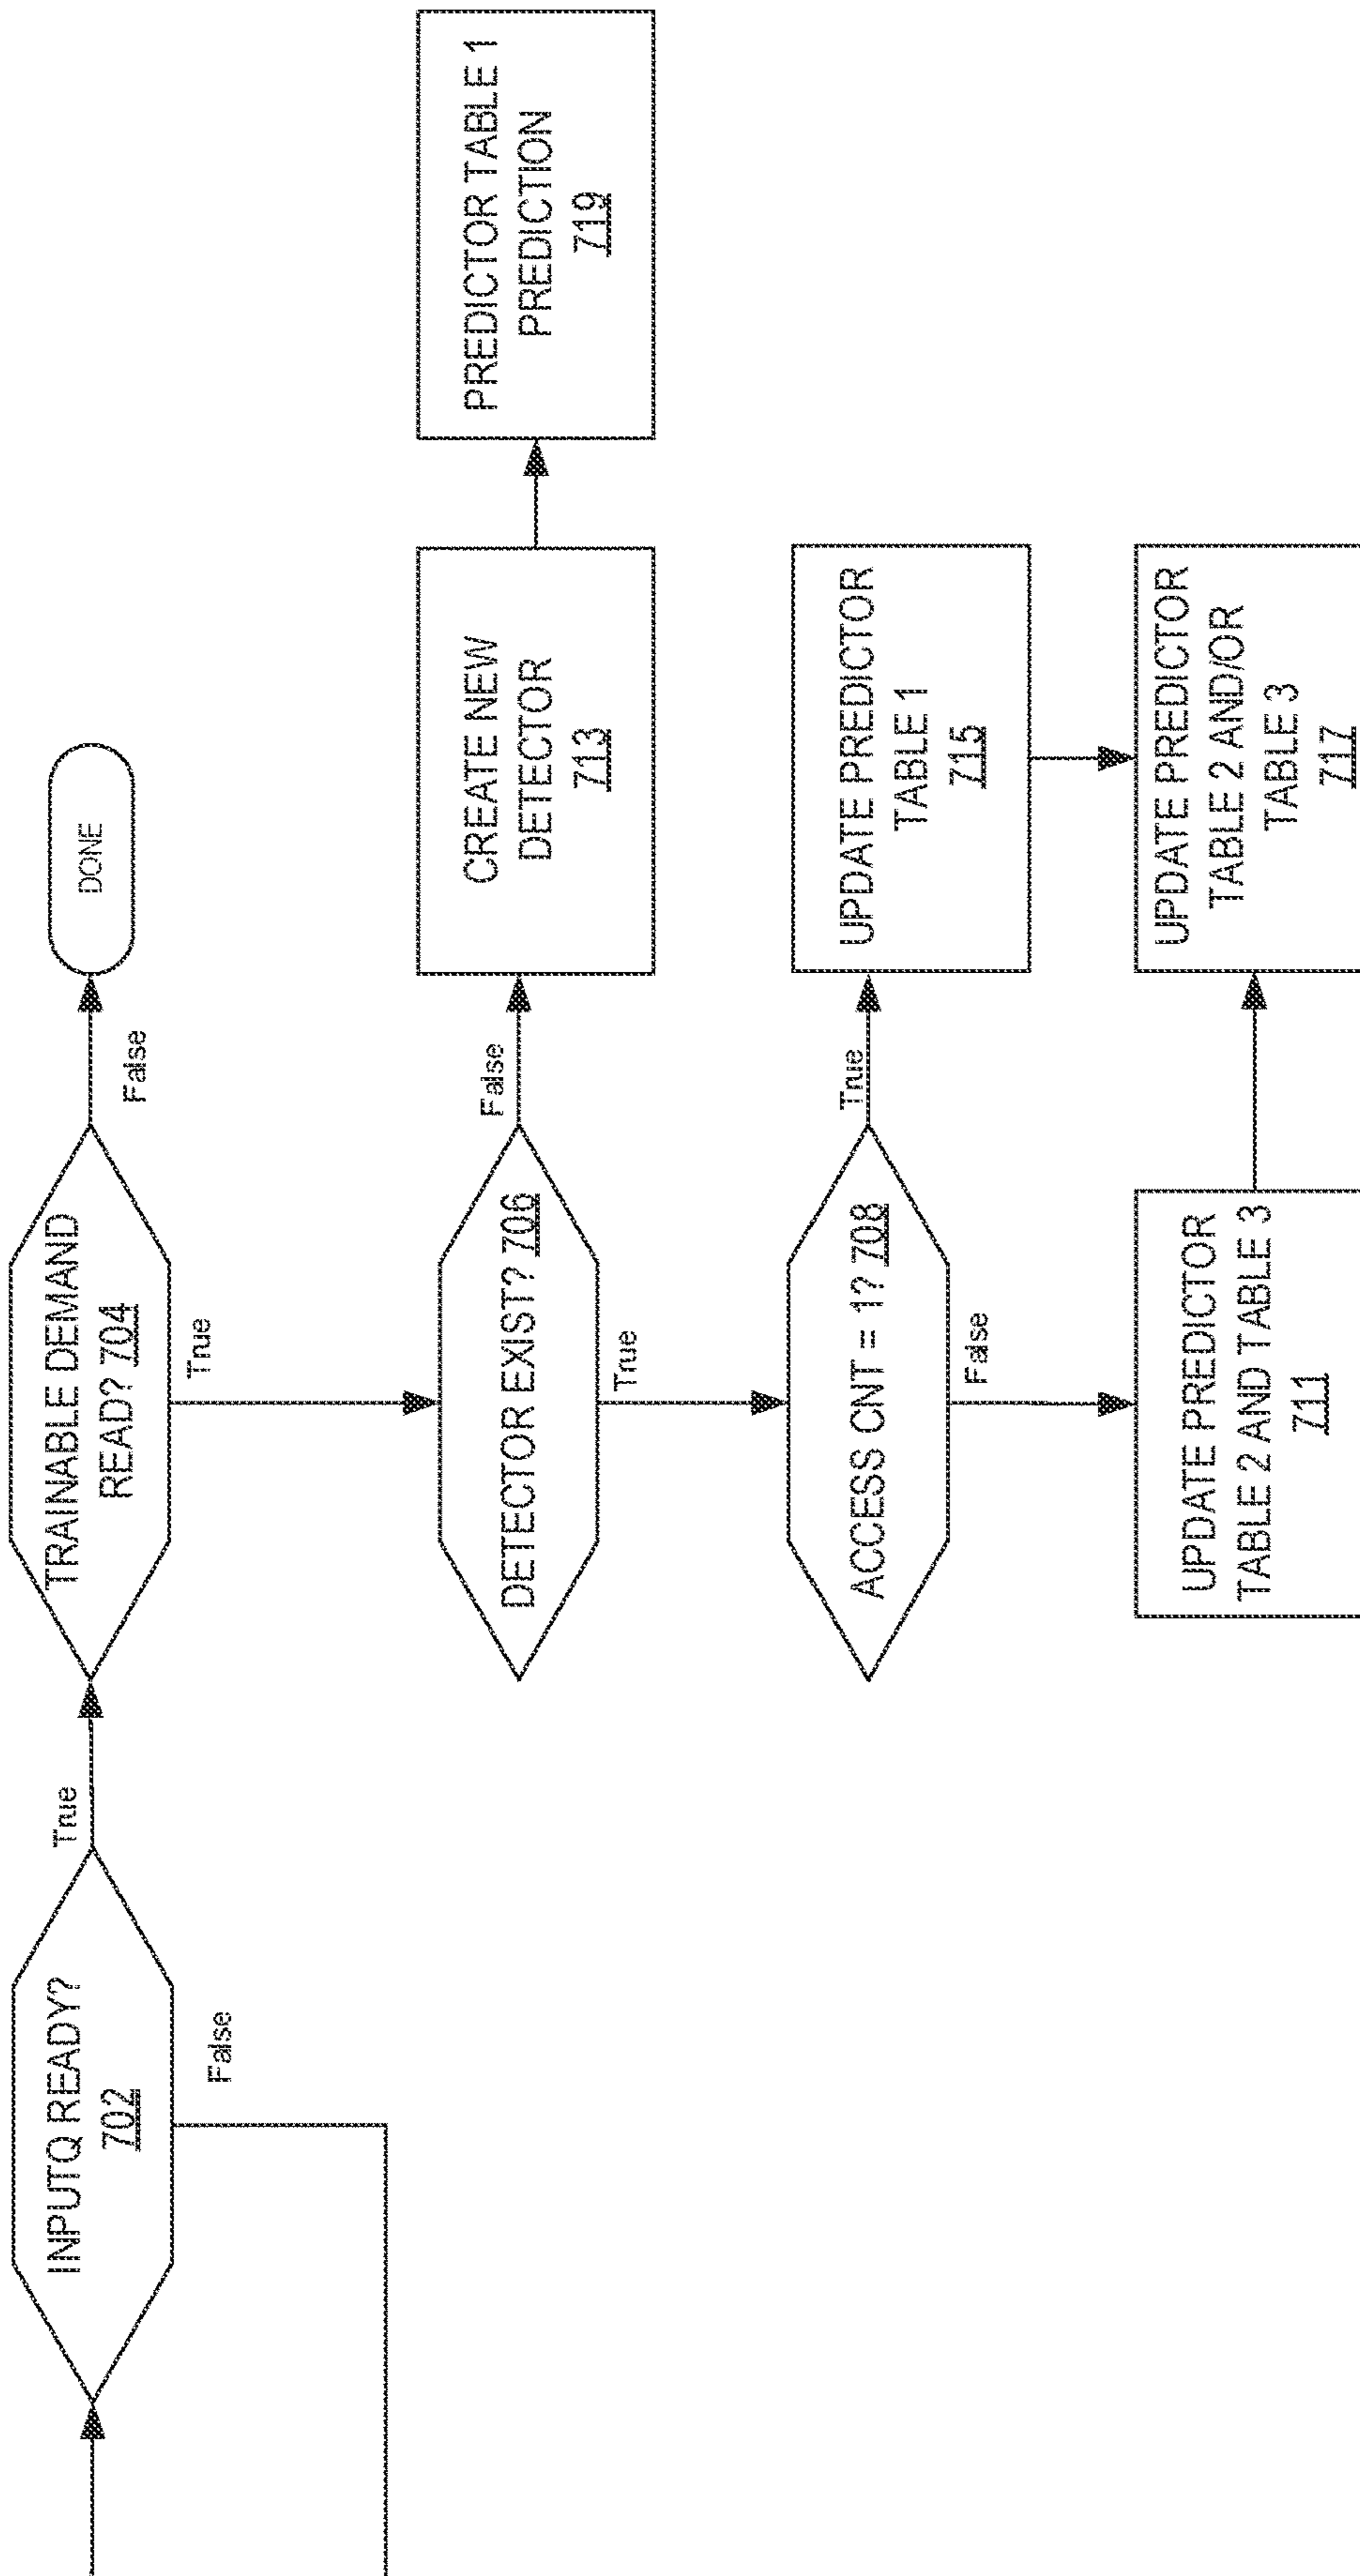 INPUTQ READY?
702
True
False
TRAINABLE DEMAND
READ? 704
False
DONE
True
DETECTOR EXIST? 706
False
CREATE NEW
DETECTOR
713
PREDICTOR TABLE 1
PREDICTION
719
True
ACCESS CNT = 1? 708
True
UPDATE PREDICTOR
TABLE 1
715
False
UPDATE PREDICTOR
TABLE 2 AND TABLE 3
711
UPDATE PREDICTOR
TABLE 2 AND/OR
TABLE 3
717